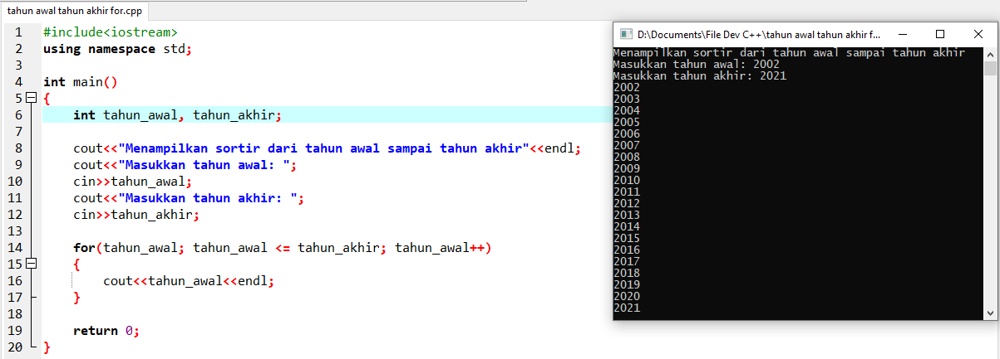 tahun awal tahun akhir for.cpp
1 #include<iostream>
2 using namespace std;
3
4 int main()
5 {
6 int tahun_awal, tahun_akhir;
7
8 cout<<"Menampilkan sortir dari tahun awal sampai tahun akhir"<<endl;
9 cout<<"Masukkan tahun awal: ";
10 cin>>tahun_awal;
11 cout<<"Masukkan tahun akhir: ";
12 cin>>tahun_akhir;
13
14 for(tahun_awal; tahun_awal <= tahun_akhir; tahun_awal++)
15 {
16 cout<<tahun_awal<<endl;
17 }
18
19 return 0;
20 }
D:\Documents\File Dev C++\tahun awal tahun akhir f...
Menampilkan sortir dari tahun awal sampai tahun akhir
Masukkan tahun awal: 2002
Masukkan tahun akhir: 2021
2002
2003
2004
2005
2006
2007
2008
2009
2010
2011
2012
2013
2014
2015
2016
2017
2018
2019
2020
2021